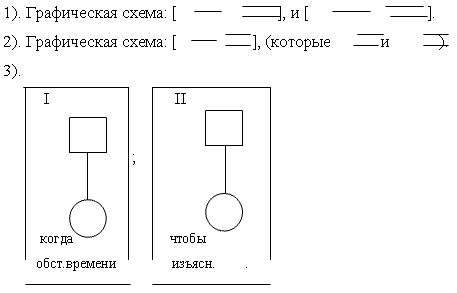 1). Графическая схема: [ ], и [ ].
2). Графическая схема: [ ], (которые и ).
3).
I II
;
когда чтобы
обст.времени изъясн. .